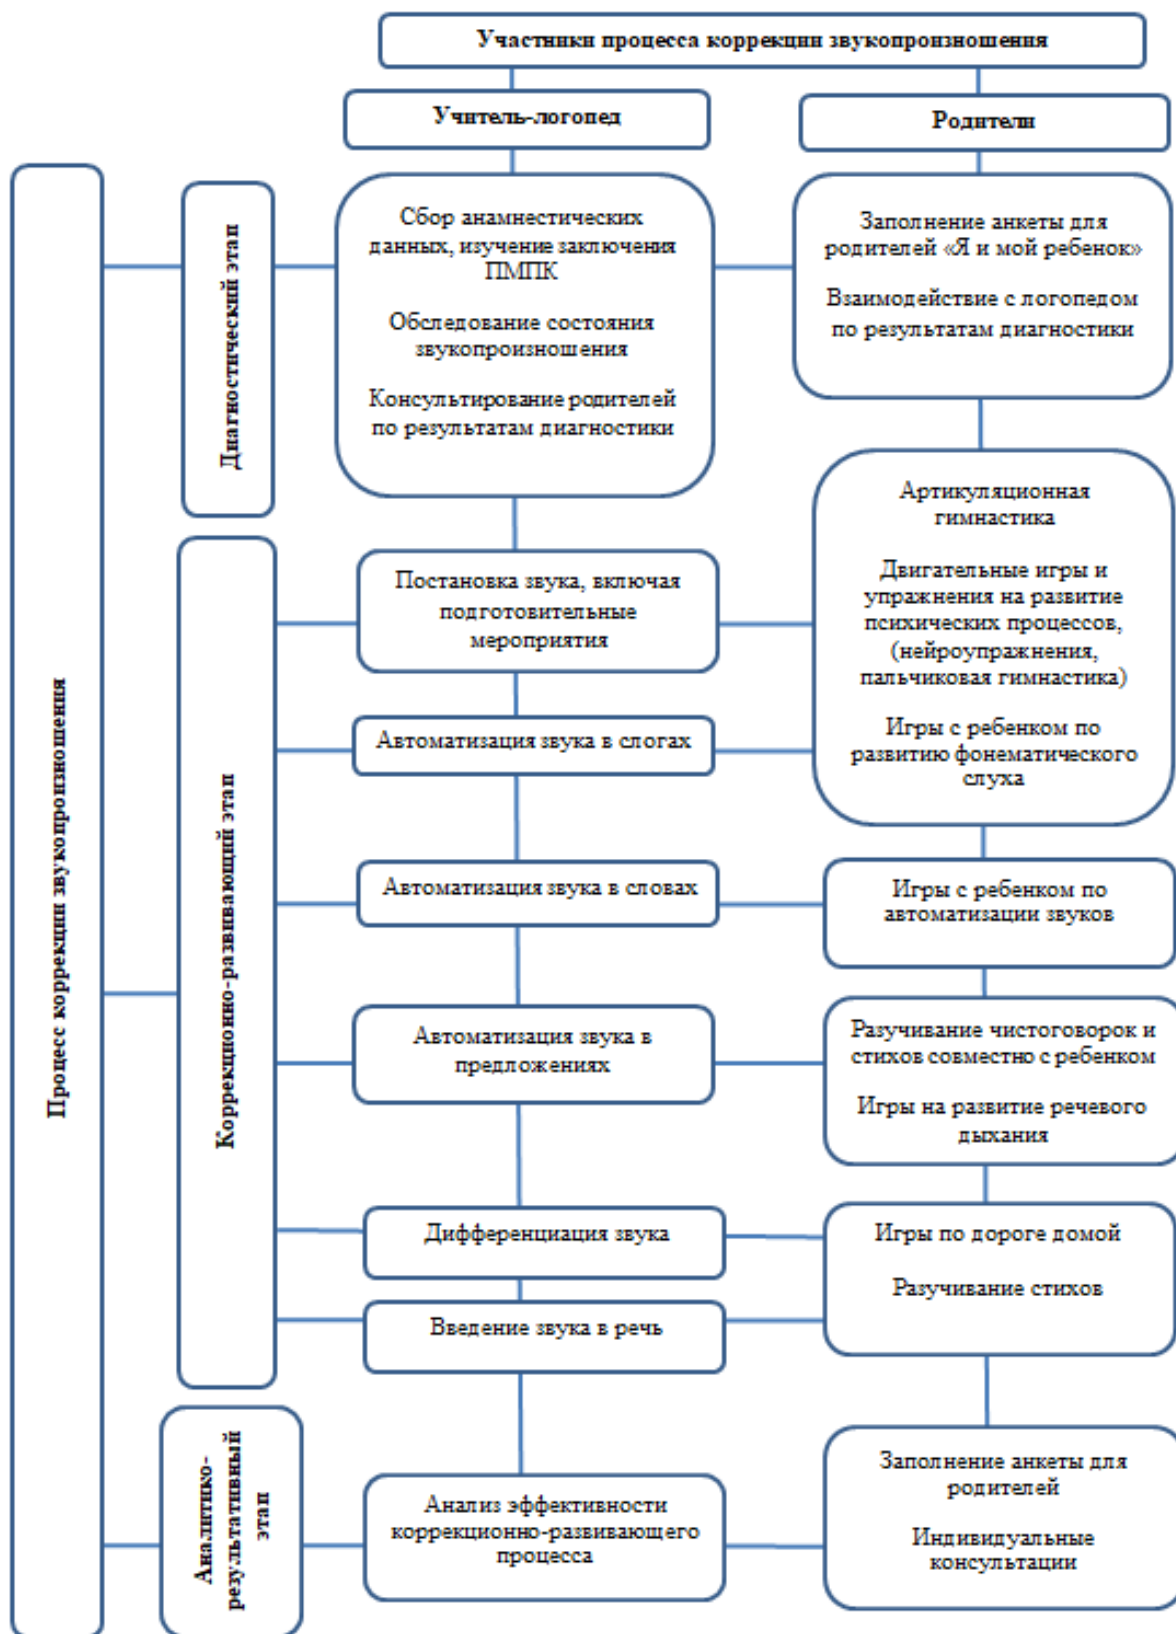 Участники процесса коррекции звукопроизношения
Учитель-логопед
Родители
Процесс коррекции звукопроизношения
Диагностический этап
Сбор анамнестических
данных, изучение заключения
ПМПК
Обследование состояния
звукопроизношения
Консультирование родителей
по результатам диагностики
Заполнение анкеты для
родителей «Я и мой ребенок»
Взаимодействие с логопедом
по результатам диагностики
Коррекционно-развивающий этап
Постановка звука, включая
подготовительные
мероприятия
Артикуляционная
гимнастика
Двигательные игры и
упражнения на развитие
психических процессов,
(нейроупражнения,
пальчиковая гимнастика)
Игры с ребенком по
развитию фонематического
слуха
Автоматизация звука в слогах
Автоматизация звука в словах
Игры с ребенком по
автоматизации звуков
Автоматизация звука в
предложениях
Разучивание чистоговорок и
стихов совместно с ребенком
Игры на развитие речевого
дыхания
Дифференциация звука
Игры по дороге домой
Разучивание стихов
Введение звука в речь
Аналитико-
результативный
этап
Анализ эффективности
коррекционно-развивающего
процесса
Заполнение анкеты для
родителей
Индивидуальные
консультации